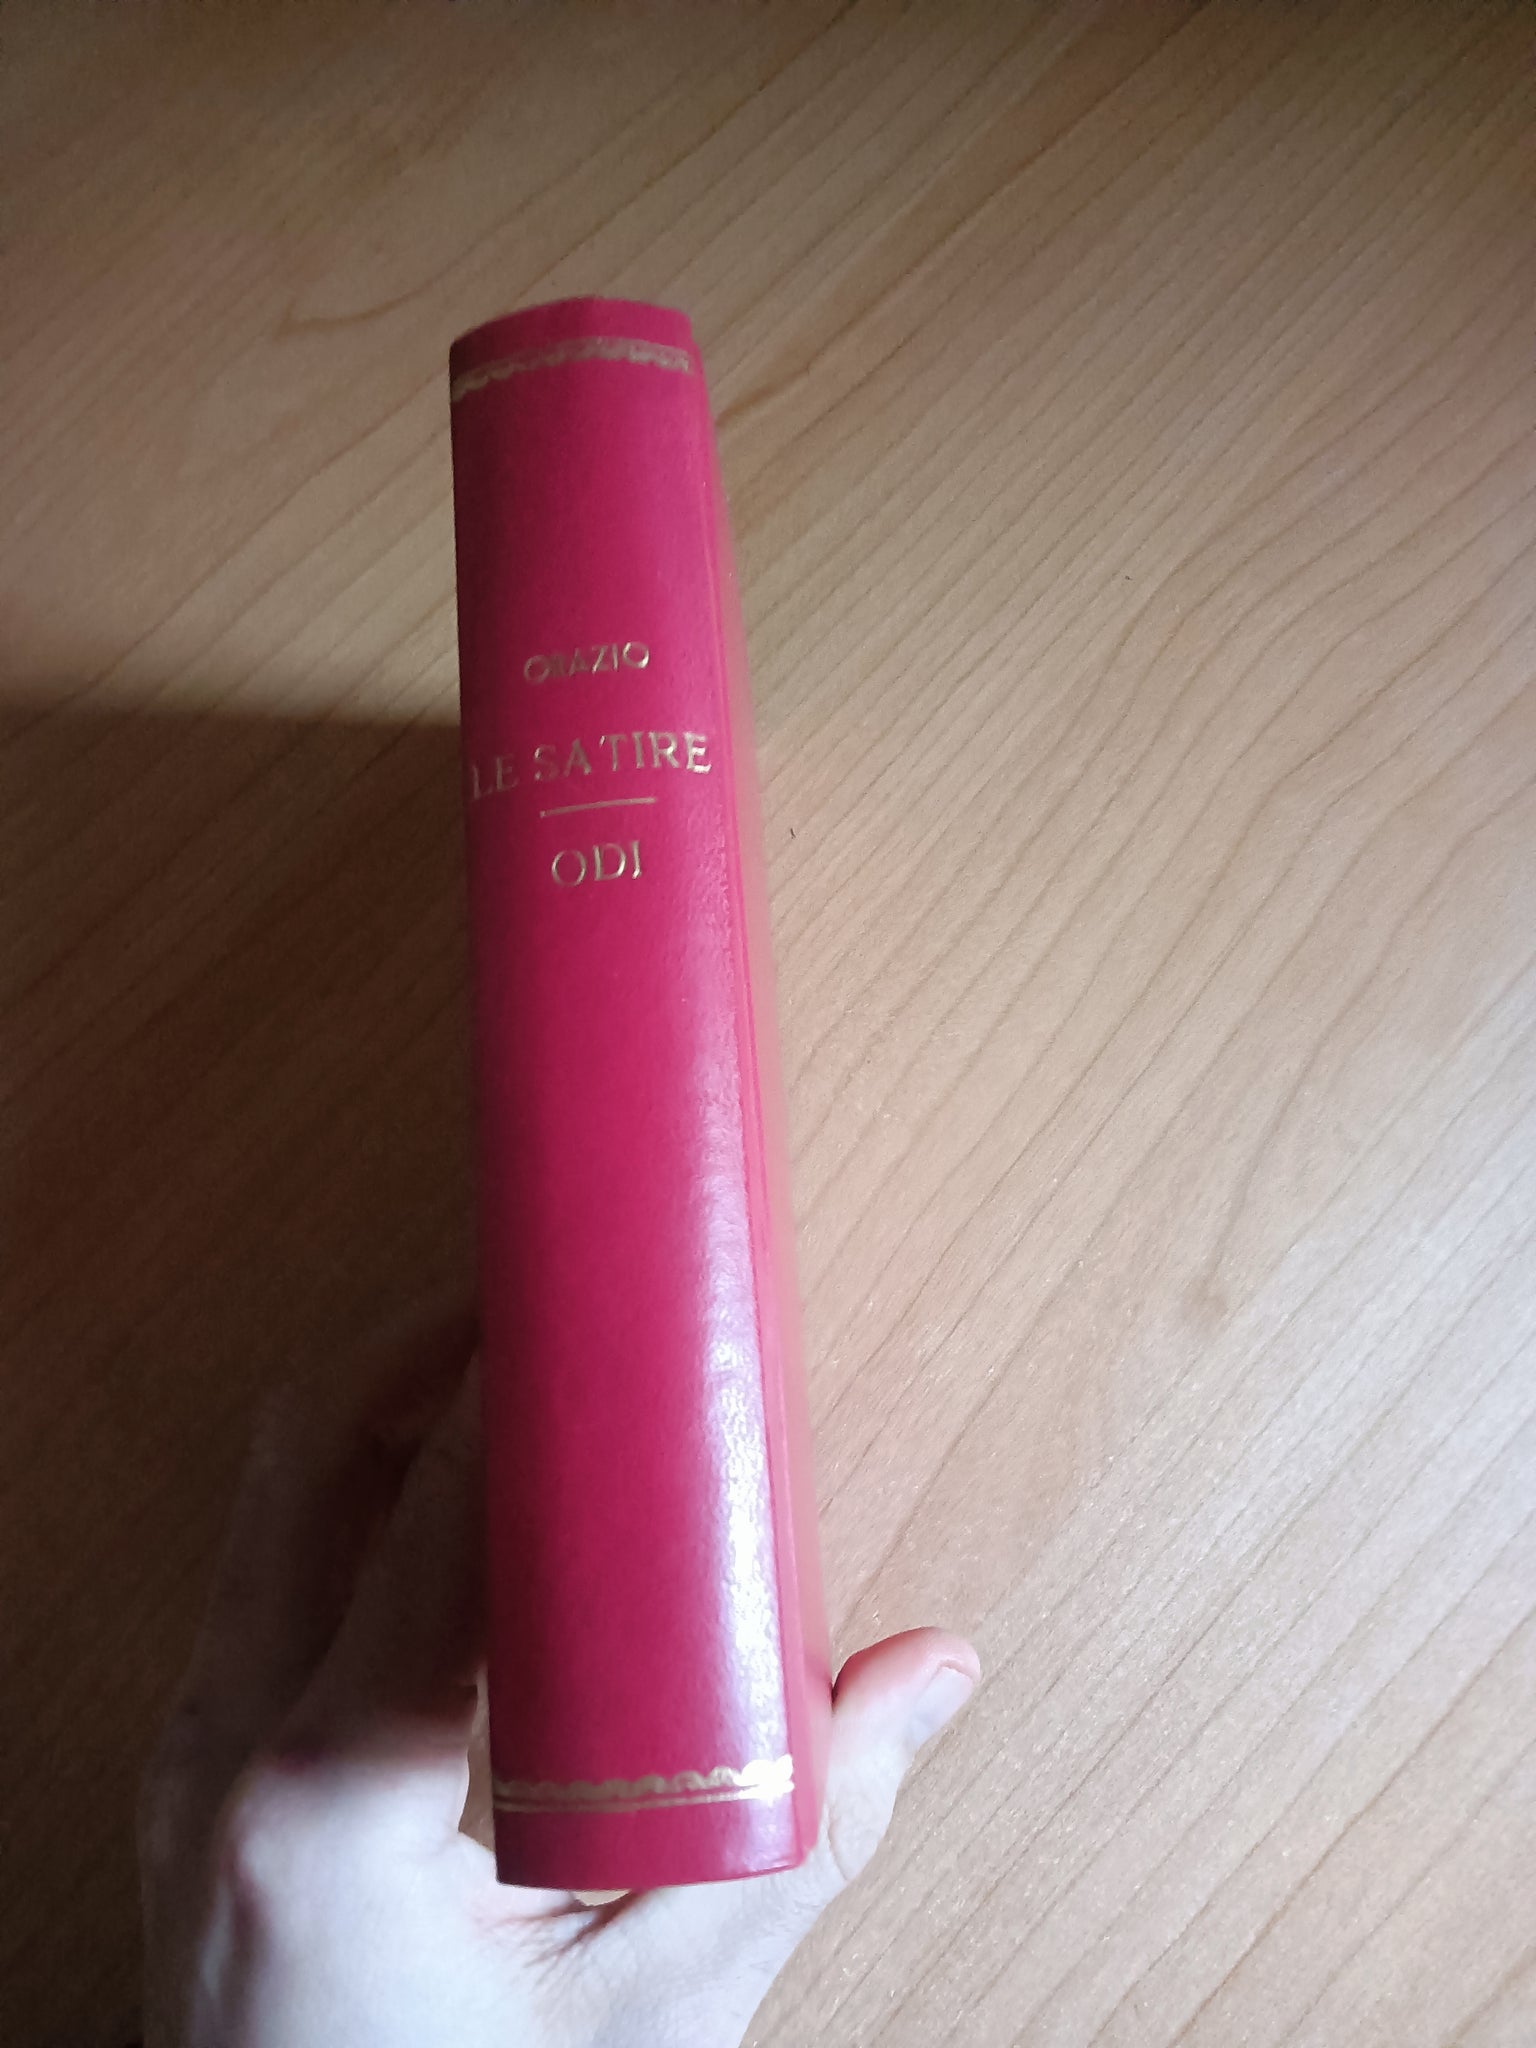 ORAZIO
LE SATIRE
ODI